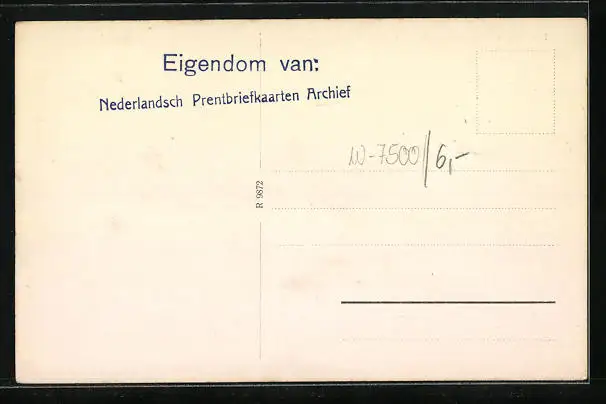 Eigendom van:
Nederlandsch Prentbriefkaarten Archief
W-7500/6,-
R 9872